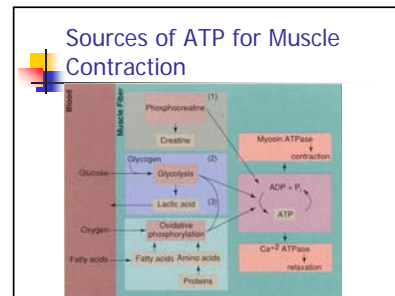 Sources of ATP for Muscle
Contraction
Blood
Muscle Fiber
(1)
Phosphocreatine
Creatine
Myosin ATPase
contraction
Glycogen
(2)
Glucose
Glycolysis
ADP + Pi
Lactic acid
(3)
ATP
Oxygen
Oxidative
phosphorylation
Ca+2 ATPase
Fatty acids
Fatty acids
Amino acids
relaxation
Proteins